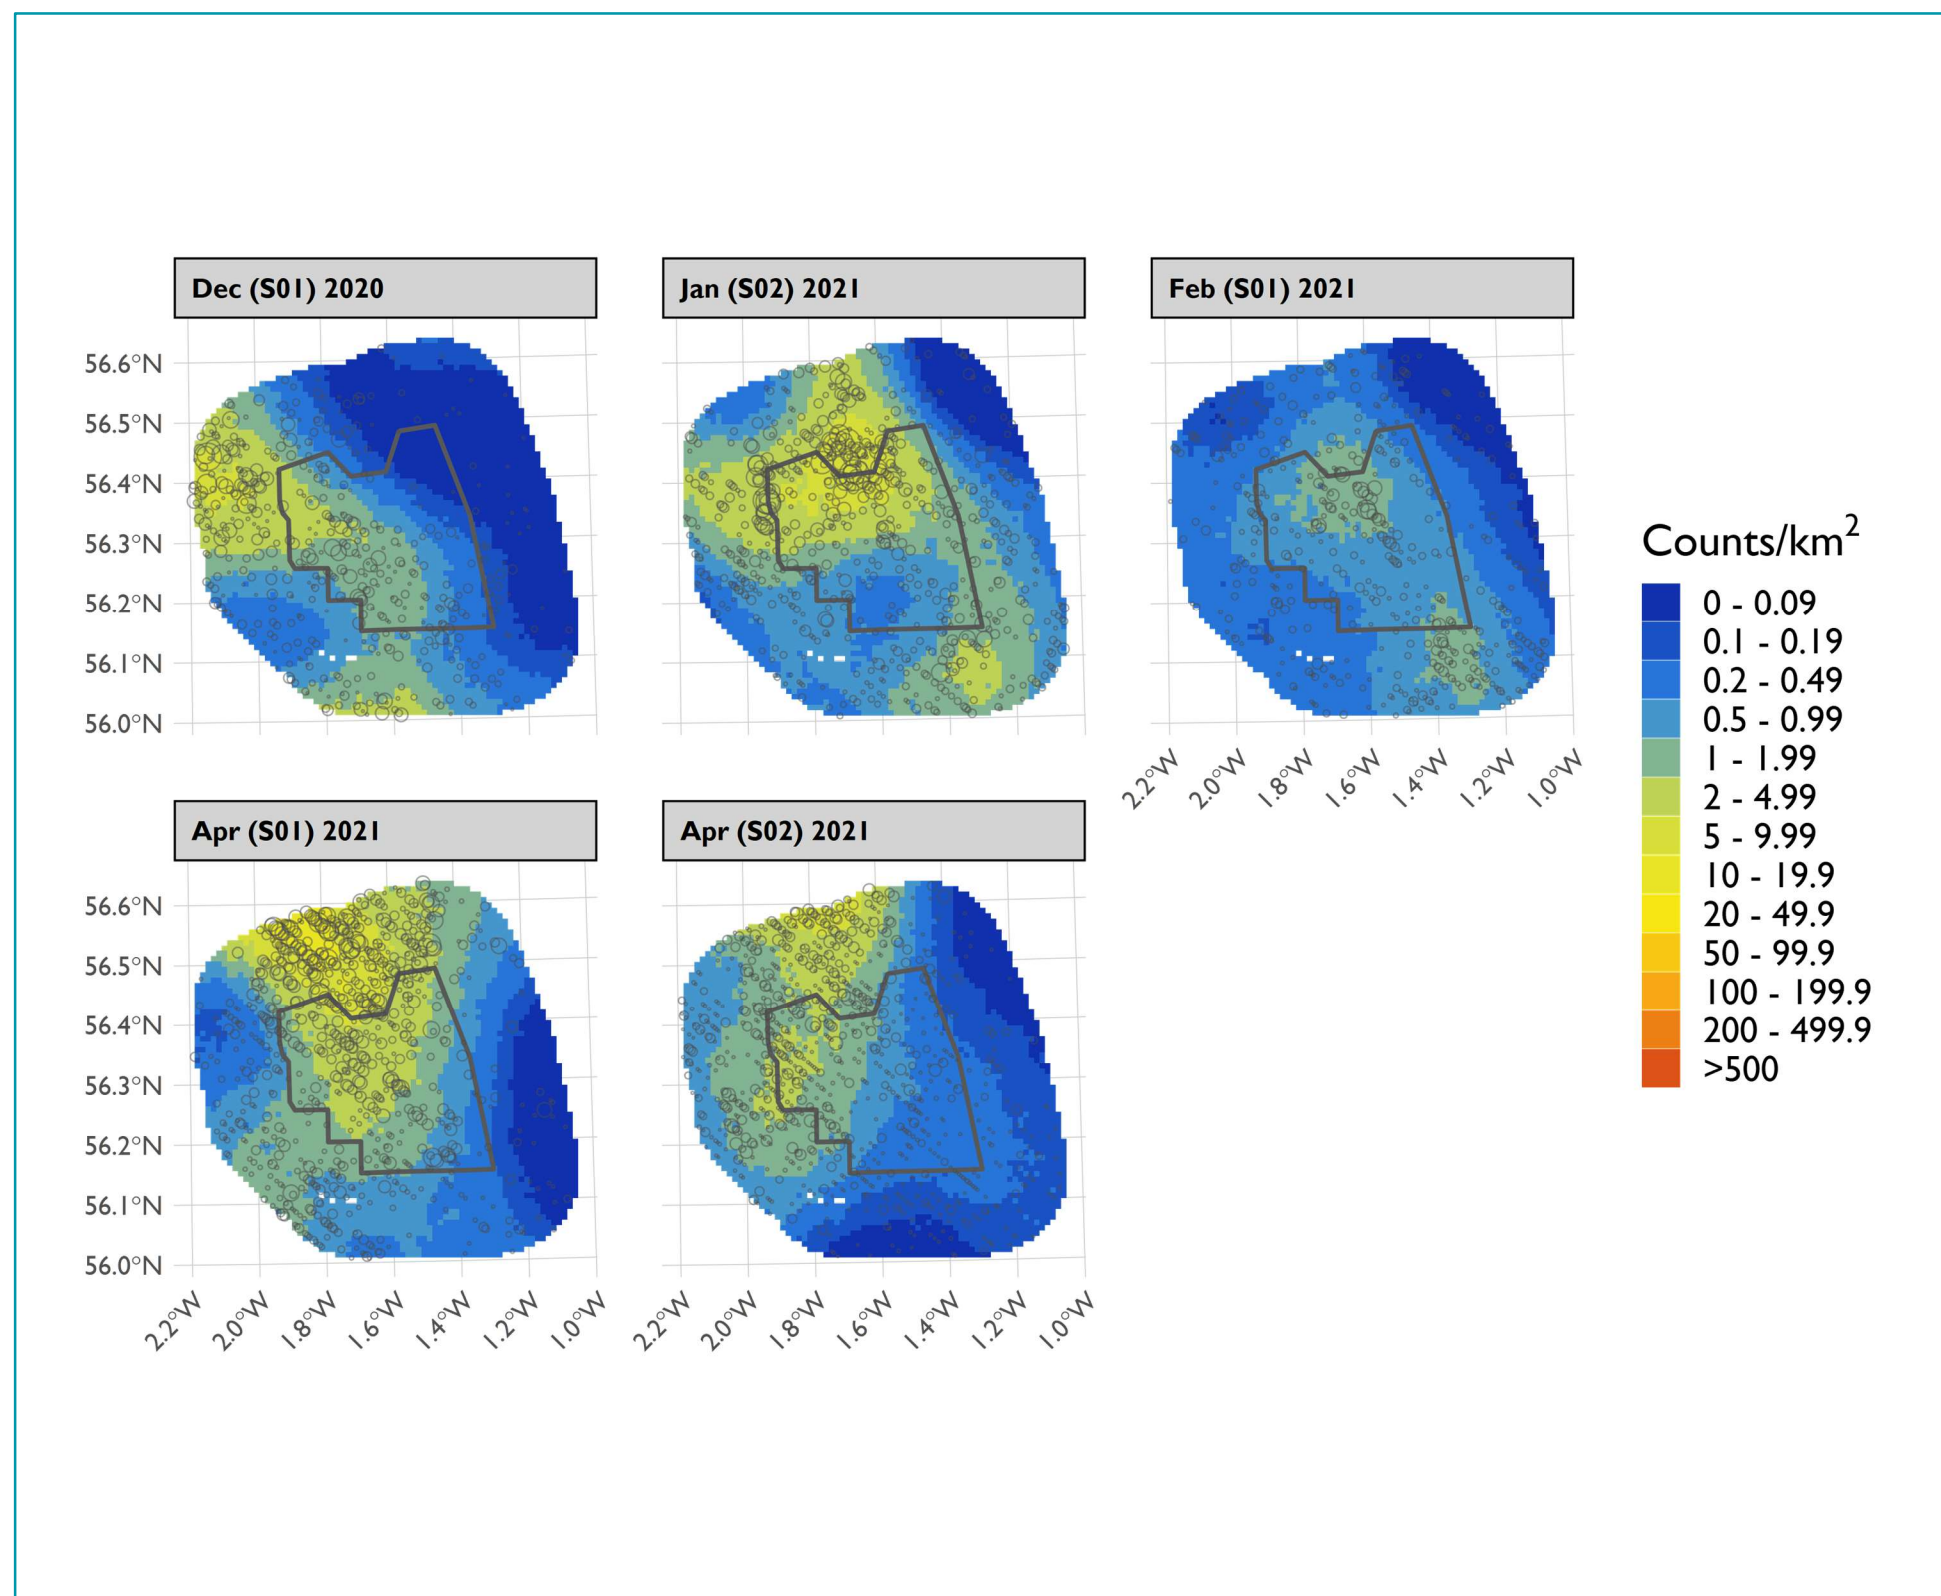 Dec (S01) 2020
Jan (S02) 2021
Feb (S01) 2021
56.6°N
56.5°N
56.4°N
56.3°N
56.2°N
56.1°N
56.0°N
2.2°W
2.0°W
1.8°W
1.6°W
1.4°W
1.2°W
1.0°W
Apr (S01) 2021
Apr (S02) 2021
56.6°N
56.5°N
56.4°N
56.3°N
56.2°N
56.1°N
56.0°N
2.2°W
2.0°W
1.8°W
1.6°W
1.4°W
1.2°W
1.0°W
2.2°W
2.0°W
1.8°W
1.6°W
1.4°W
1.2°W
1.0°W
Counts/km²
0 - 0.09
0.1 - 0.19
0.2 - 0.49
0.5 - 0.99
1 - 1.99
2 - 4.99
5 - 9.99
10 - 19.9
20 - 49.9
50 - 99.9
100 - 199.9
200 - 499.9
>500